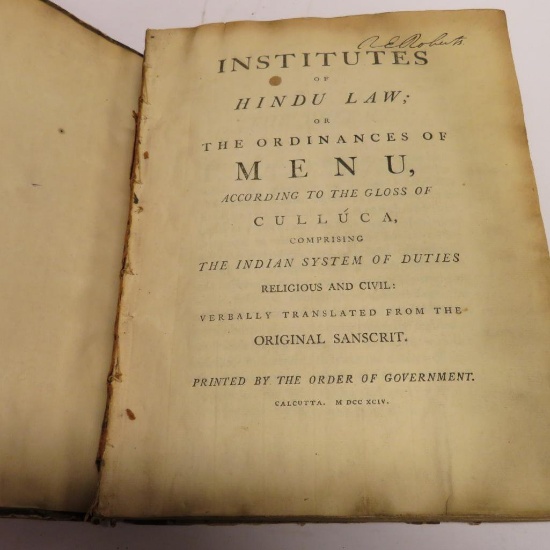 R E Roberts
INSTITUTES
OF
HINDU LAW;
OR
THE ORDINANCES OF
MENU,
ACCORDING TO THE GLOSS OF
CULLÚCA,
COMPRISING
THE INDIAN SYSTEM OF DUTIES
RELIGIOUS AND CIVIL:
VERBALLY TRANSLATED FROM THE
ORIGINAL SANSCRIT.
PRINTED BY THE ORDER OF GOVERNMENT.
CALCUTTA. M DCC XCIV.